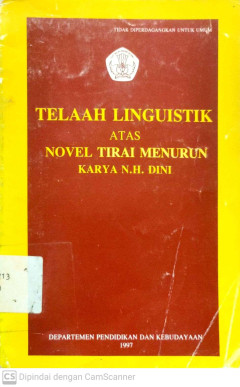 TIDAK DIPERDAGANGKAN UNTUK UMUM
TELAAH LINGUISTIK
ATAS
NOVEL TIRAI MENURUN
KARYA N.H. DINI
DEPARTEMEN PENDIDIKAN DAN KEBUDAYAAN
1997
CS Dipindai dengan CamScanner